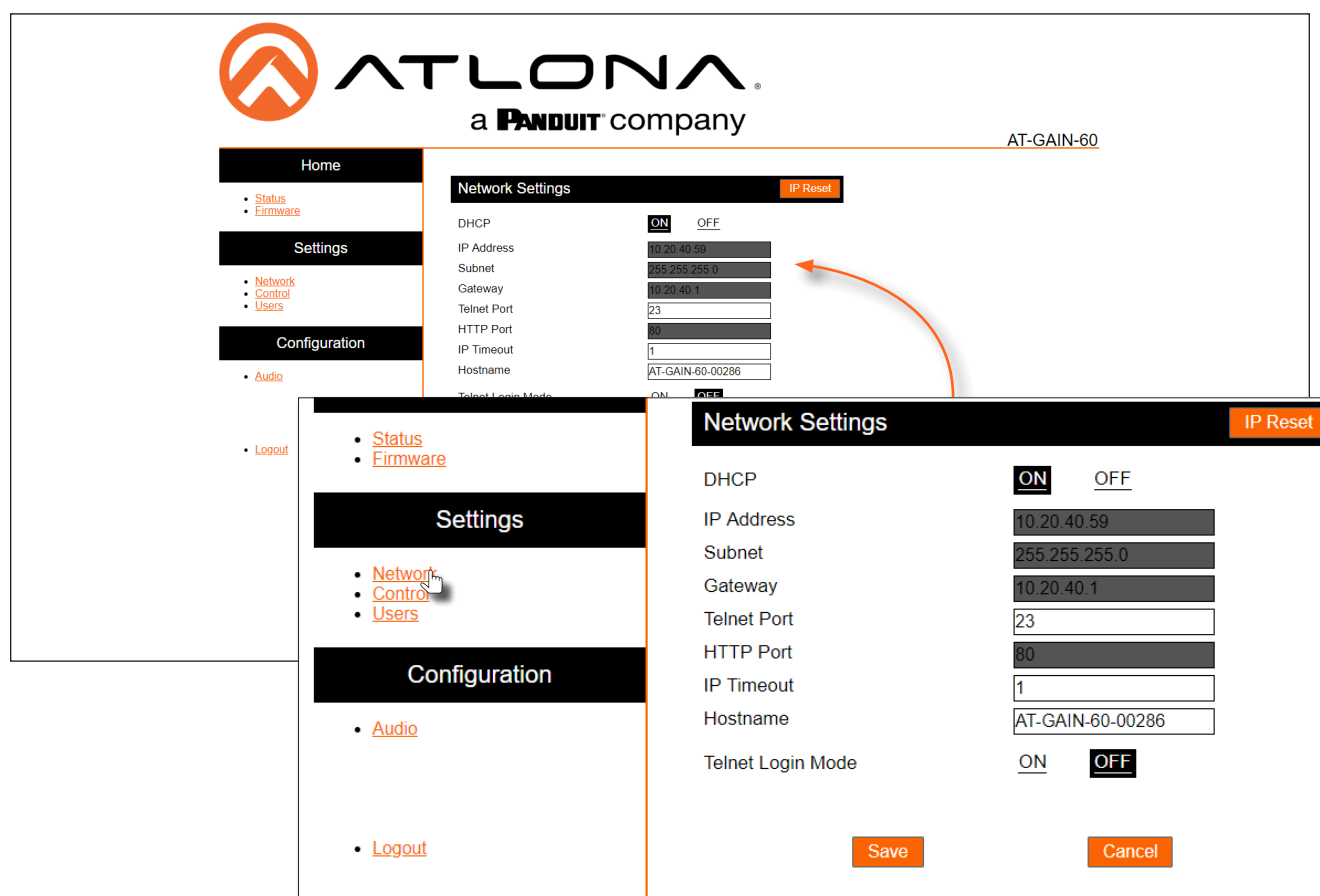 ATLONA®
a PANDUIT® company
AT-GAIN-60
Home
Status
Firmware
Settings
Network
Control
Users
Configuration
Audio
Logout
Network Settings IP Reset
DHCP ON OFF
IP Address 10.20.40.59
Subnet 255.255.255.0
Gateway 10.20.40.1
Telnet Port 23
HTTP Port 80
IP Timeout 1
Hostname AT-GAIN-60-00286
Telnet Login Mode ON OFF
Status
Firmware
Settings
Network
Control
Users
Configuration
Audio
Logout
Network Settings IP Reset
DHCP ON OFF
IP Address 10.20.40.59
Subnet 255.255.255.0
Gateway 10.20.40.1
Telnet Port 23
HTTP Port 80
IP Timeout 1
Hostname AT-GAIN-60-00286
Telnet Login Mode ON OFF
Save Cancel